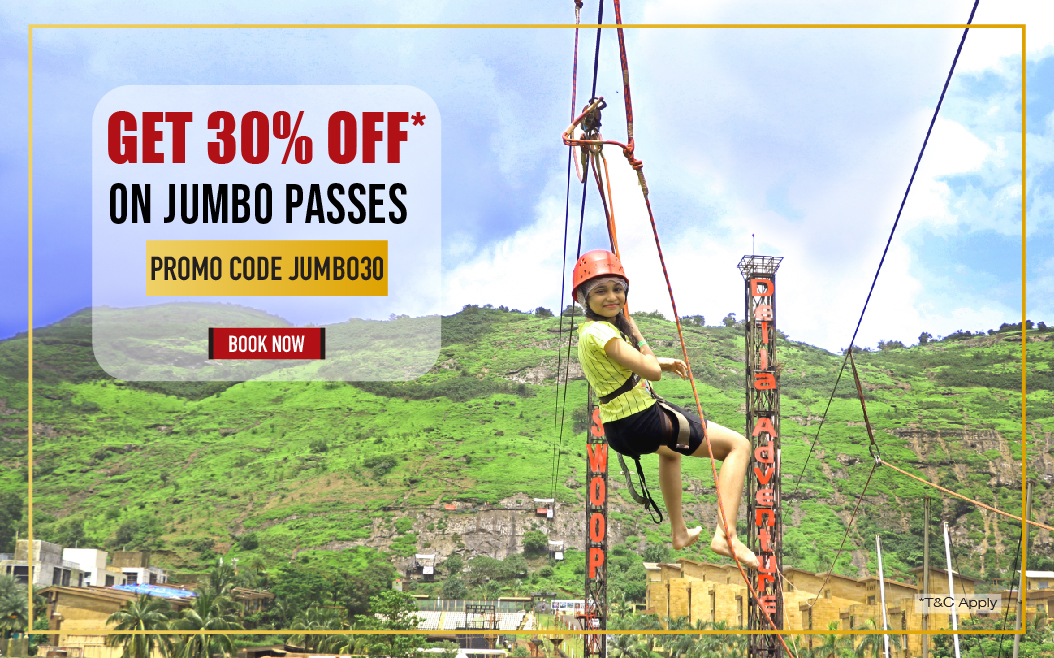 GET 30% OFF*
ON JUMBO PASSES
PROMO CODE JUMBO30
BOOK NOW
SWOOP
Della Adventure
*T&C Apply